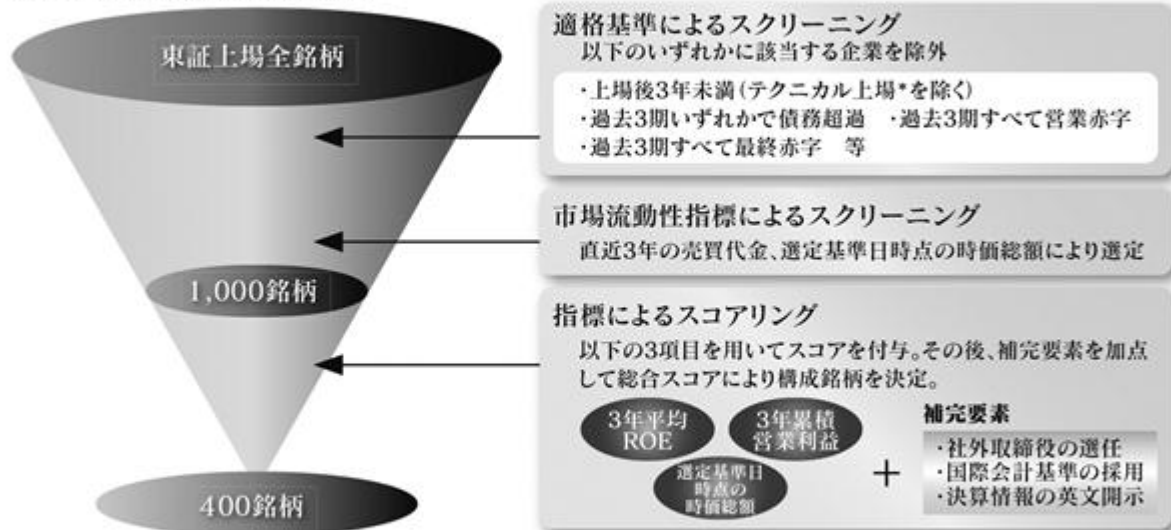 東証上場全銘柄
1,000銘柄
400銘柄
適格基準によるスクリーニング
以下のいずれかに該当する企業を除外
・上場後3年未満(テクニカル上場*を除く)
・過去3期いずれかで債務超過 ・過去3期すべて営業赤字
・過去3期すべて最終赤字 等
市場流動性指標によるスクリーニング
直近3年の売買代金、選定基準日時点の時価総額により選定
指標によるスコアリング
以下の3項目を用いてスコアを付与。その後、補完要素を加点
して総合スコアにより構成銘柄を決定。
3年平均
ROE
3年累積
営業利益
選定基準日
時点の
時価総額
+
補完要素
・社外取締役の選任
・国際会計基準の採用
・決算情報の英文開示